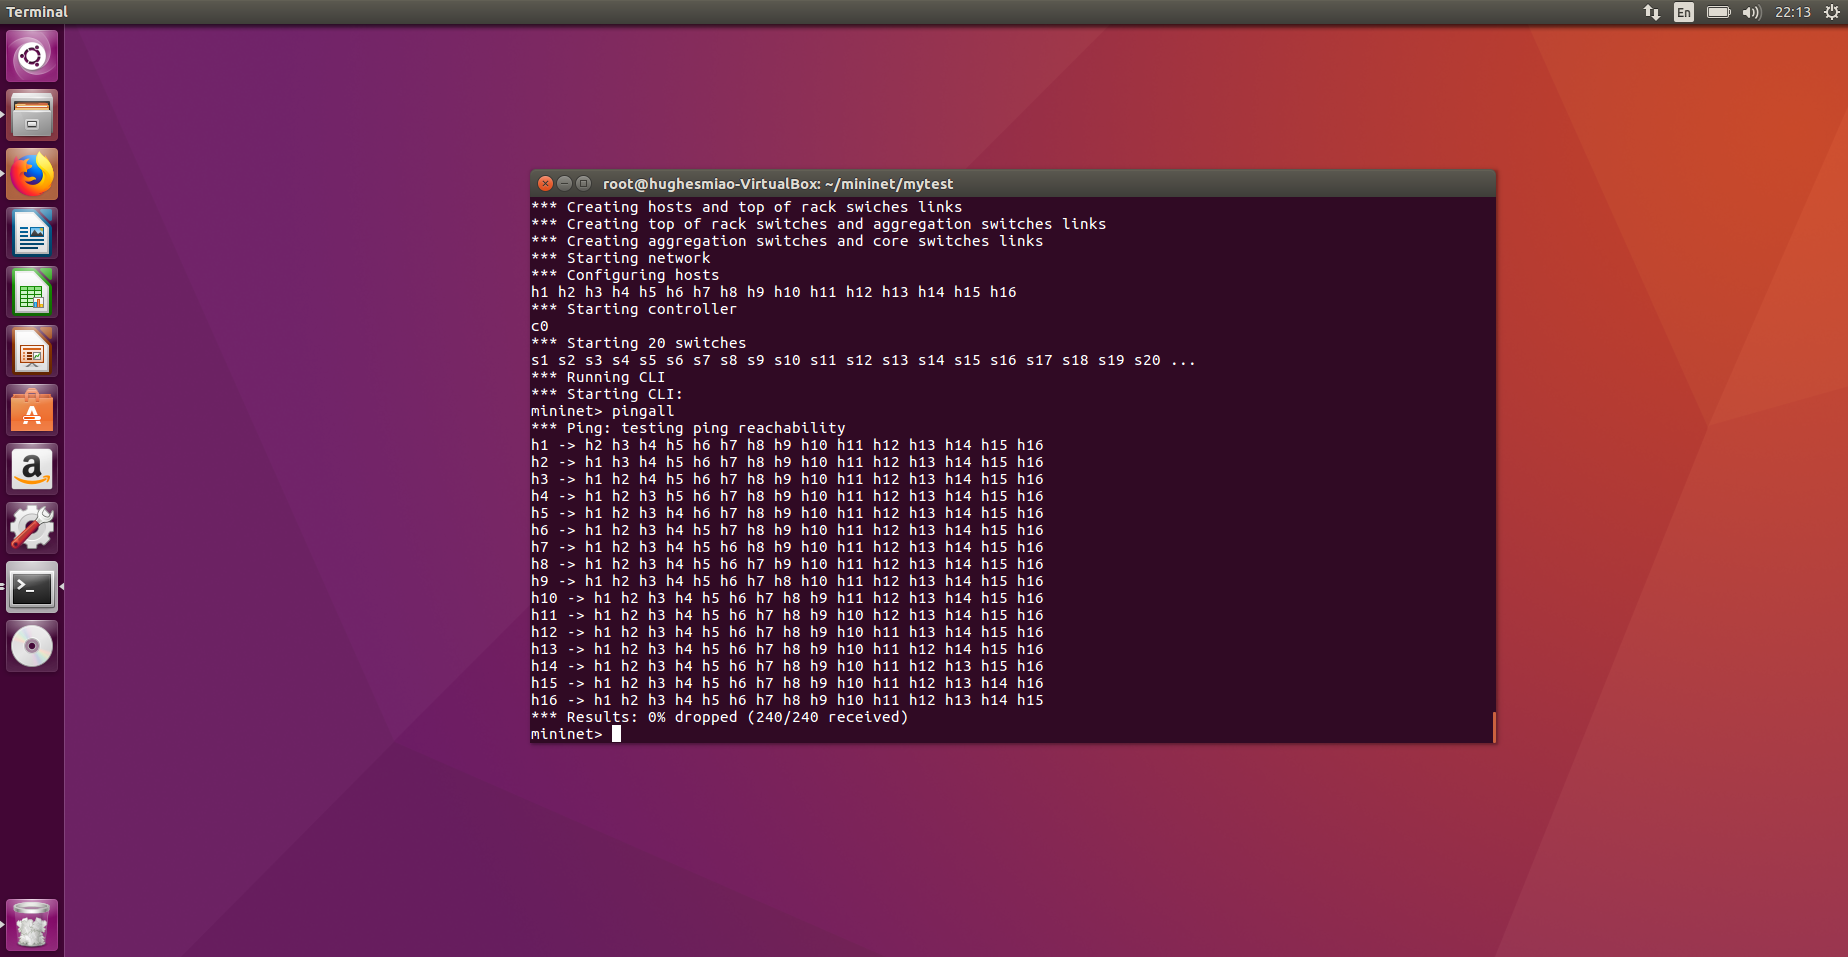 Terminal
En
22:13
root@hughesmiao-VirtualBox: ~/mininet/mytest
*** Creating hosts and top of rack swiches links
*** Creating top of rack switches and aggregation switches links
*** Creating aggregation switches and core switches links
*** Starting network
*** Configuring hosts
h1 h2 h3 h4 h5 h6 h7 h8 h9 h10 h11 h12 h13 h14 h15 h16
*** Starting controller
c0
*** Starting 20 switches
s1 s2 s3 s4 s5 s6 s7 s8 s9 s10 s11 s12 s13 s14 s15 s16 s17 s18 s19 s20 ...
*** Running CLI
*** Starting CLI:
mininet> pingall
*** Ping: testing ping reachability
h1 -> h2 h3 h4 h5 h6 h7 h8 h9 h10 h11 h12 h13 h14 h15 h16
h2 -> h1 h3 h4 h5 h6 h7 h8 h9 h10 h11 h12 h13 h14 h15 h16
h3 -> h1 h2 h4 h5 h6 h7 h8 h9 h10 h11 h12 h13 h14 h15 h16
h4 -> h1 h2 h3 h5 h6 h7 h8 h9 h10 h11 h12 h13 h14 h15 h16
h5 -> h1 h2 h3 h4 h6 h7 h8 h9 h10 h11 h12 h13 h14 h15 h16
h6 -> h1 h2 h3 h4 h5 h7 h8 h9 h10 h11 h12 h13 h14 h15 h16
h7 -> h1 h2 h3 h4 h5 h6 h8 h9 h10 h11 h12 h13 h14 h15 h16
h8 -> h1 h2 h3 h4 h5 h6 h7 h9 h10 h11 h12 h13 h14 h15 h16
h9 -> h1 h2 h3 h4 h5 h6 h7 h8 h10 h11 h12 h13 h14 h15 h16
h10 -> h1 h2 h3 h4 h5 h6 h7 h8 h9 h11 h12 h13 h14 h15 h16
h11 -> h1 h2 h3 h4 h5 h6 h7 h8 h9 h10 h12 h13 h14 h15 h16
h12 -> h1 h2 h3 h4 h5 h6 h7 h8 h9 h10 h11 h13 h14 h15 h16
h13 -> h1 h2 h3 h4 h5 h6 h7 h8 h9 h10 h11 h12 h14 h15 h16
h14 -> h1 h2 h3 h4 h5 h6 h7 h8 h9 h10 h11 h12 h13 h15 h16
h15 -> h1 h2 h3 h4 h5 h6 h7 h8 h9 h10 h11 h12 h13 h14 h16
h16 -> h1 h2 h3 h4 h5 h6 h7 h8 h9 h10 h11 h12 h13 h14 h15
*** Results: 0% dropped (240/240 received)
mininet>